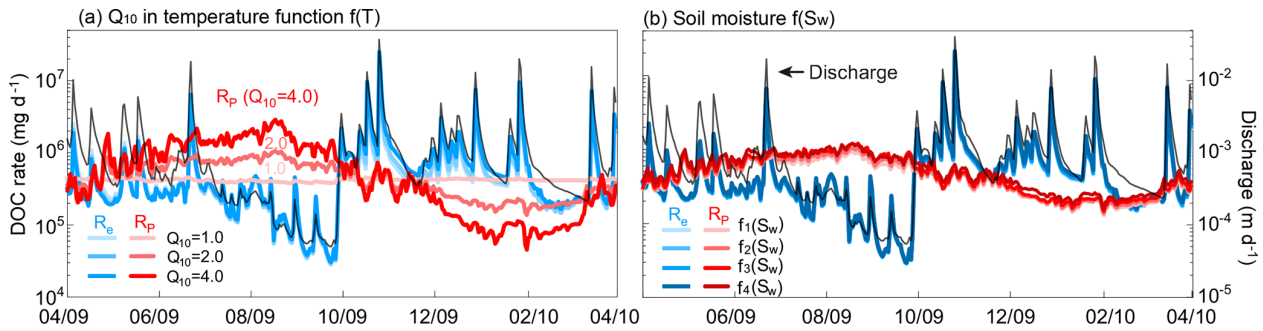 (a) Q10 in temperature function f(T)
(b) Soil moisture f(Sw)
DOC rate (mg d-1)
107
106
105
104
RP (Q10=4.0)
2.0
1.0
Re RP
Q10=1.0
Q10=2.0
Q10=4.0
04/09 06/09 08/09 10/09 12/09 02/10 04/10
Discharge
Re RP
f1(Sw)
f2(Sw)
f3(Sw)
f4(Sw)
06/09 08/09 10/09 12/09 02/10 04/10
10-2
10-3
10-4
10-5
Discharge (m d-1)